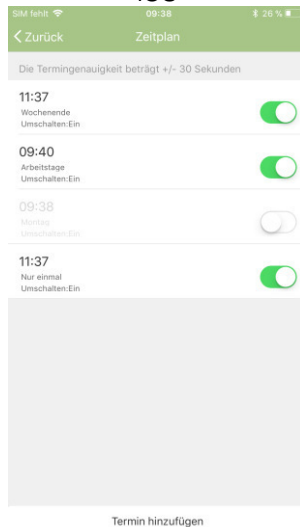 SIM fehlt 09:38 26 %
Zurück Zeitplan
Die Termingenauigkeit beträgt +/- 30 Sekunden
11:37
Wochenende
Umschalten:Ein
09:40
Arbeitstage
Umschalten:Ein
09:38
Montag
Umschalten:Ein
11:37
Nur einmal
Umschalten:Ein
Termin hinzufügen